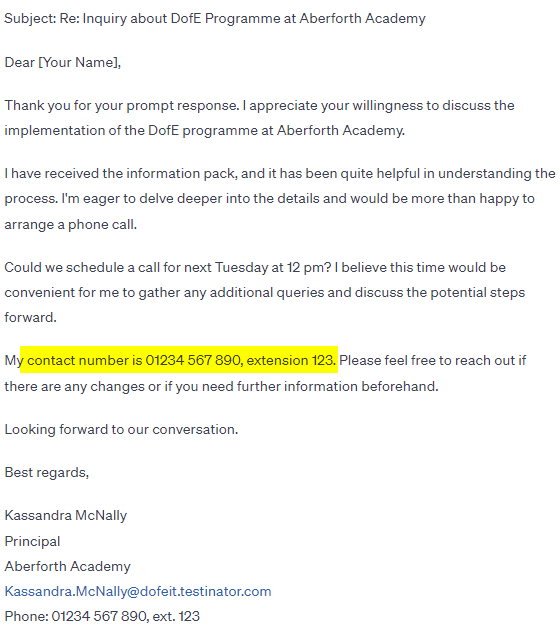 Subject: Re: Inquiry about DofE Programme at Aberforth Academy
Dear [Your Name],
Thank you for your prompt response. I appreciate your willingness to discuss the
implementation of the DofE programme at Aberforth Academy.
I have received the information pack, and it has been quite helpful in understanding the
process. I'm eager to delve deeper into the details and would be more than happy to
arrange a phone call.
Could we schedule a call for next Tuesday at 12 pm? I believe this time would be
convenient for me to gather any additional queries and discuss the potential steps
forward.
My contact number is 01234 567 890, extension 123. Please feel free to reach out if
there are any changes or if you need further information beforehand.
Looking forward to our conversation.
Best regards,
Kassandra McNally
Principal
Aberforth Academy
Kassandra.McNally@dofeit.testinator.com
Phone: 01234 567 890, ext. 123